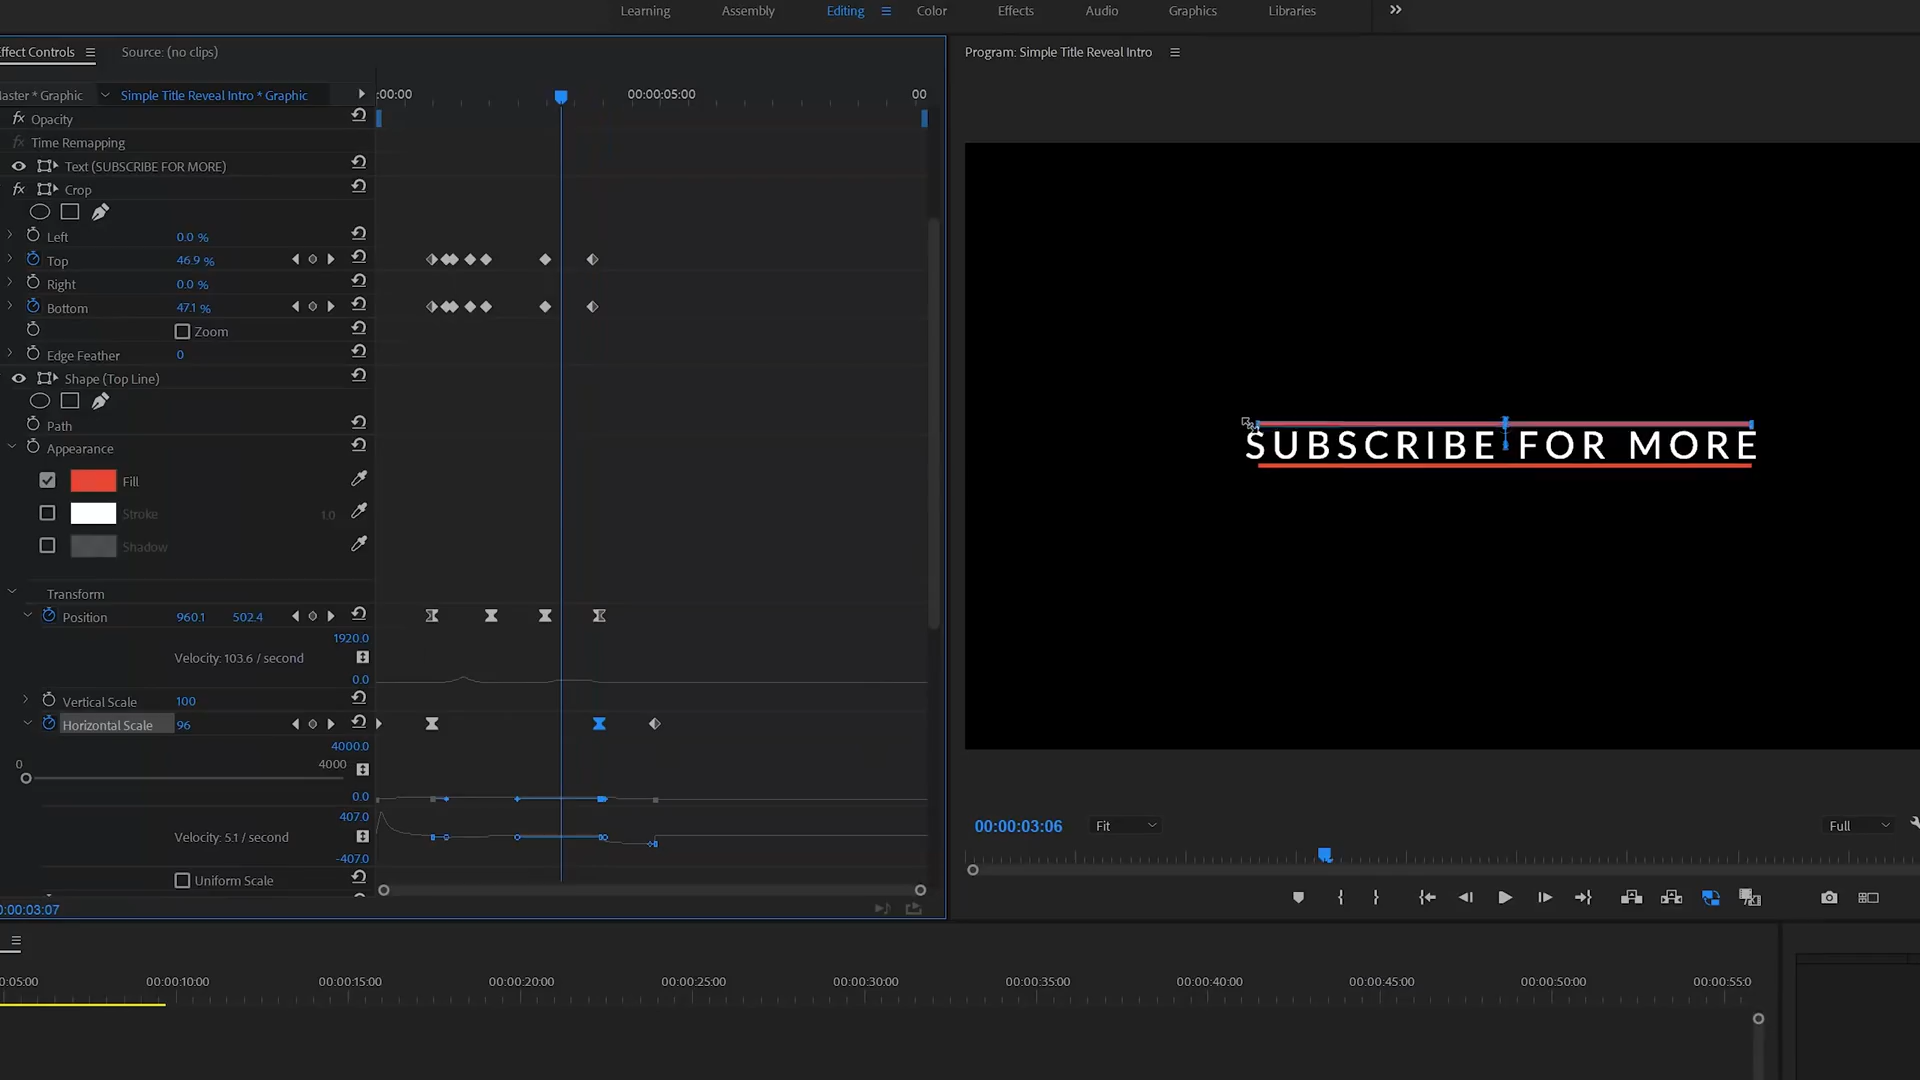 Learning Assembly Editing Color Effects Audio Graphics Libraries
ffect Controls Source: (no clips) Program: Simple Title Reveal Intro
aster * Graphic Simple Title Reveal Intro * Graphic :00:00 00:00:05:00 00
fx Opacity
fx Time Remapping
Text (SUBSCRIBE FOR MORE)
fx Crop
Left 0.0 %
Top 46.9 %
Right 0.0 %
Bottom 47.1 %
Zoom
Edge Feather 0
Shape (Top Line)
Path
Appearance
Fill
Stroke 1.0
Shadow
Transform
Position 960.1 502.4
1920.0
Velocity: 103.6 / second
0.0
Vertical Scale 100
Horizontal Scale 96
4000.0
0 4000
0.0
407.0
Velocity: 5.1 / second
-407.0
Uniform Scale
0:00:03:07
SUBSCRIBE FOR MORE
00:00:03:06 Fit Full
0:05:00 00:00:10:00 00:00:15:00 00:00:20:00 00:00:25:00 00:00:30:00 00:00:35:00 00:00:40:00 00:00:45:00 00:00:50:00 00:00:55:0